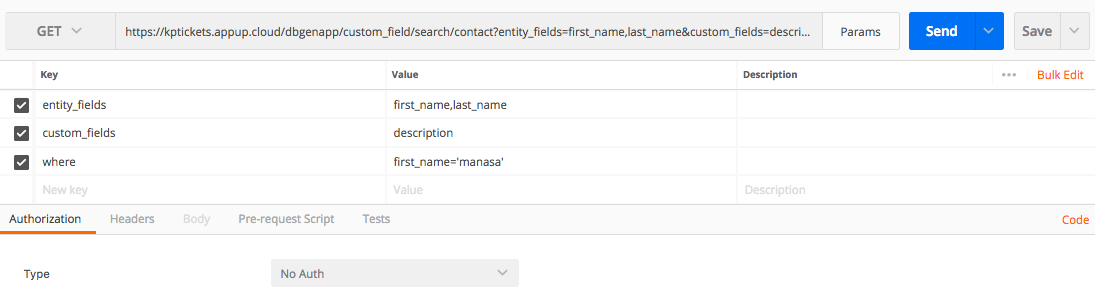 GET https://kptickets.appup.cloud/dbgenapp/custom_field/search/contact?entity_fields=first_name,last_name&custom_fields=descri... Params Send Save
Key Value Description ••• Bulk Edit
entity_fields first_name,last_name
custom_fields description
where first_name='manasa'
New key Value Description
Authorization Headers Body Pre-request Script Tests Code
Type No Auth